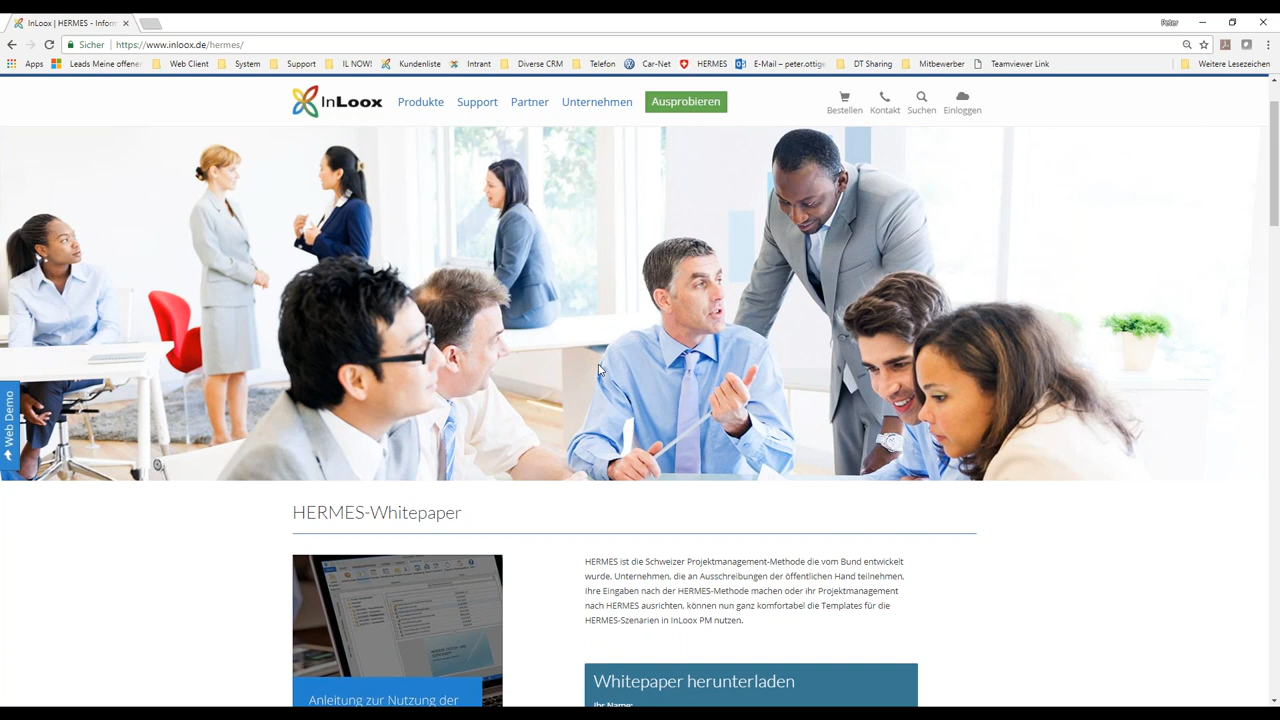 InLoox | HERMES - Inform
Peter
Sicher
https://www.inloox.de/hermes/
Apps
Leads Meine offener
Web Client
System
Support
IL NOW!
Kundenliste
Intrant
Diverse CRM
Telefon
Car-Net
HERMES
E-Mail – peter.ottige
DT Sharing
Mitbewerber
Teamviewer Link
Weitere Lesezeichen
InLoox
Produkte
Support
Partner
Unternehmen
Ausprobieren
Bestellen
Kontakt
Suchen
Einloggen
Web Demo
HERMES-Whitepaper
HERMES ist die Schweizer Projektmanagement-Methode die vom Bund entwickelt
wurde. Unternehmen, die an Ausschreibungen der öffentlichen Hand teilnehmen,
Ihre Eingaben nach der HERMES-Methode machen oder ihr Projektmanagement
nach HERMES ausrichten, können nun ganz komfortabel die Templates für die
HERMES-Szenarien in InLoox PM nutzen.
Anleitung zur Nutzung der
Whitepaper herunterladen
Ihr Name: